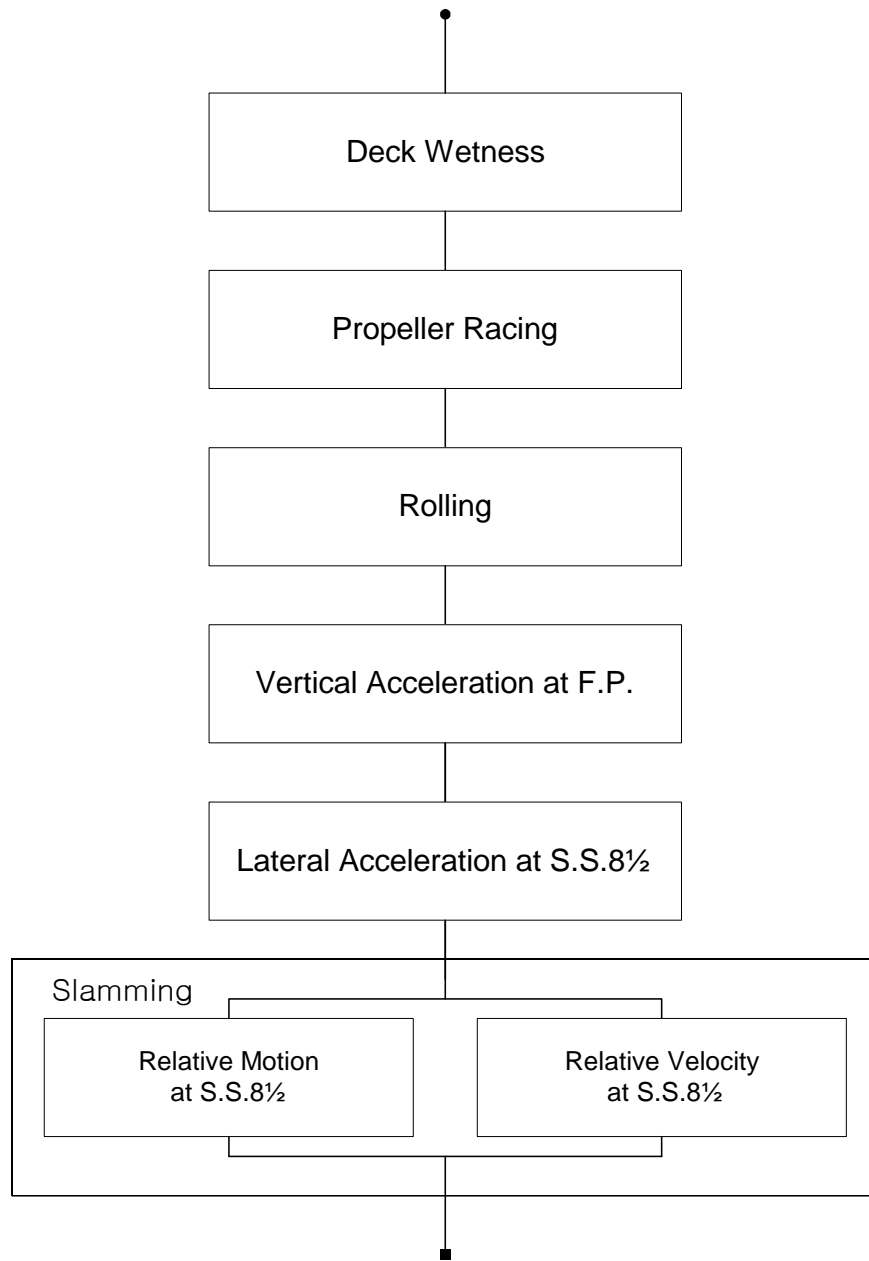 Deck Wetness
Propeller Racing
Rolling
Vertical Acceleration at F.P.
Lateral Acceleration at S.S.8½
Slamming
Relative Motion
at S.S.8½
Relative Velocity
at S.S.8½